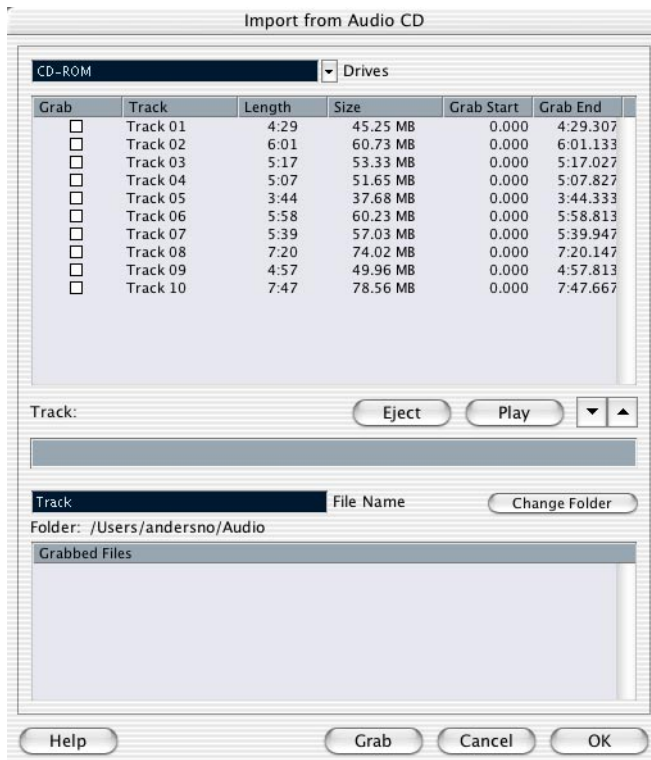 Import from Audio CD
CD-ROM Drives
Grab Track Length Size Grab Start Grab End
Track 01 4:29 45.25 MB 0.000 4:29.307
Track 02 6:01 60.73 MB 0.000 6:01.133
Track 03 5:17 53.33 MB 0.000 5:17.027
Track 04 5:07 51.65 MB 0.000 5:07.827
Track 05 3:44 37.68 MB 0.000 3:44.333
Track 06 5:58 60.23 MB 0.000 5:58.813
Track 07 5:39 57.03 MB 0.000 5:39.947
Track 08 7:20 74.02 MB 0.000 7:20.147
Track 09 4:57 49.96 MB 0.000 4:57.813
Track 10 7:47 78.56 MB 0.000 7:47.667
Track: Eject Play
Track File Name Change Folder
Folder: /Users/andersno/Audio
Grabbed Files
Help Grab Cancel OK